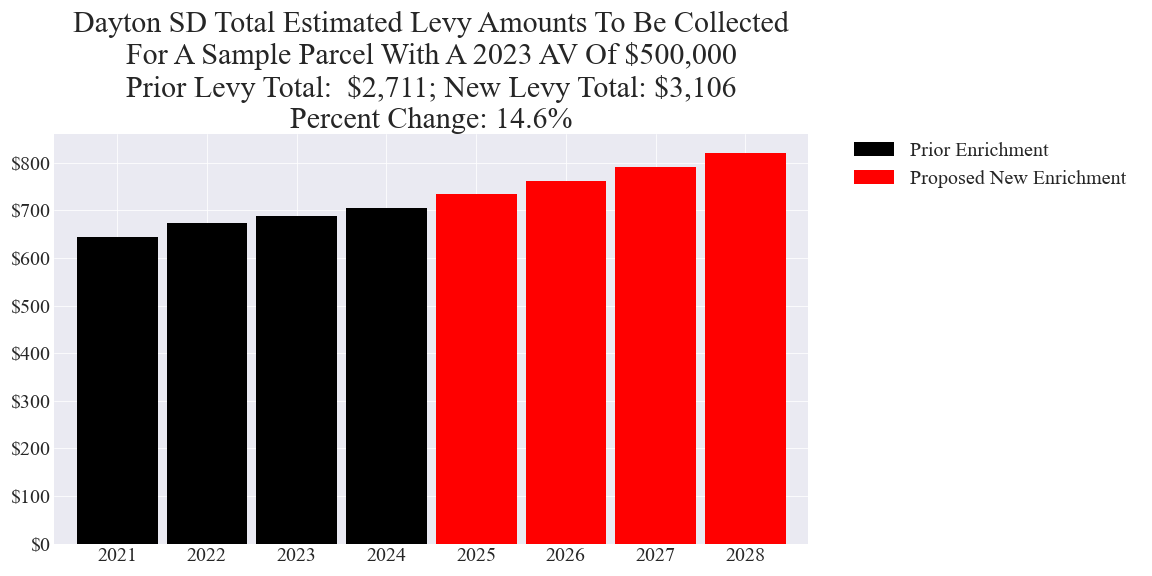 Dayton SD Total Estimated Levy Amounts To Be Collected
For A Sample Parcel With A 2023 AV Of $500,000
Prior Levy Total:  $2,711; New Levy Total: $3,106
Percent Change: 14.6%
Prior Enrichment
Proposed New Enrichment
$800
$700
$600
$500
$400
$300
$200
$100
$0
2021 2022 2023 2024 2025 2026 2027 2028